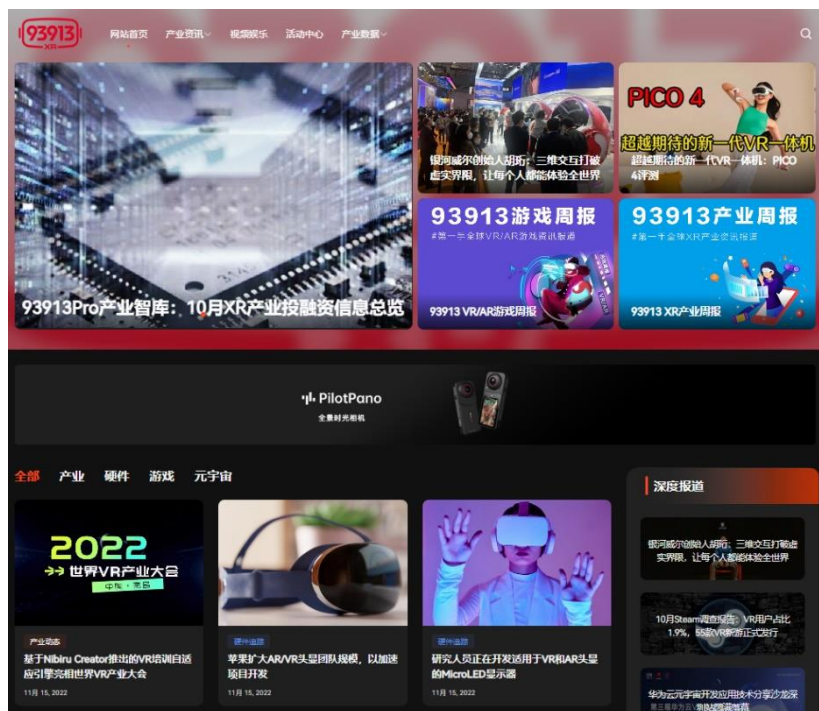 93913
XR
网站首页 产业资讯 视频娱乐 活动中心 产业数据
93913Pro产业智库：10月XR产业投融资信息总览
银河威尔创始人胡昕：三维交互打破
虚实界限，让每个人都能体验全世界
PICO 4
超越期待的新一代VR一体机
超越期待的新一代VR一体机：PICO
4评测
93913游戏周报
#第一手全球VR/AR游戏资讯报道
93913 VR/AR游戏周报
93913产业周报
#第一手全球XR产业资讯报道
93913 XR产业周报
PilotPano
全景时光相机
全部 产业 硬件 游戏 元宇宙
2022
世界VR产业大会
中国·南昌
产业动态
基于Nibiru Creator推出的VR培训自适
应引擎亮相世界VR产业大会
11月 15, 2022
硬件追踪
苹果扩大AR/VR头显团队规模，以加速
项目开发
11月 15, 2022
硬件追踪
研究人员正在开发适用于VR和AR头显
的MicroLED显示器
11月 15, 2022
深度报道
银河威尔创始人胡昕：三维交互打破虚
实界限，让每个人都能体验全世界
10月Steam调查报告：VR用户占比
1.9%，55款VR新游正式发行
华为云元宇宙开发应用技术分享沙龙深
圳站圆满落幕